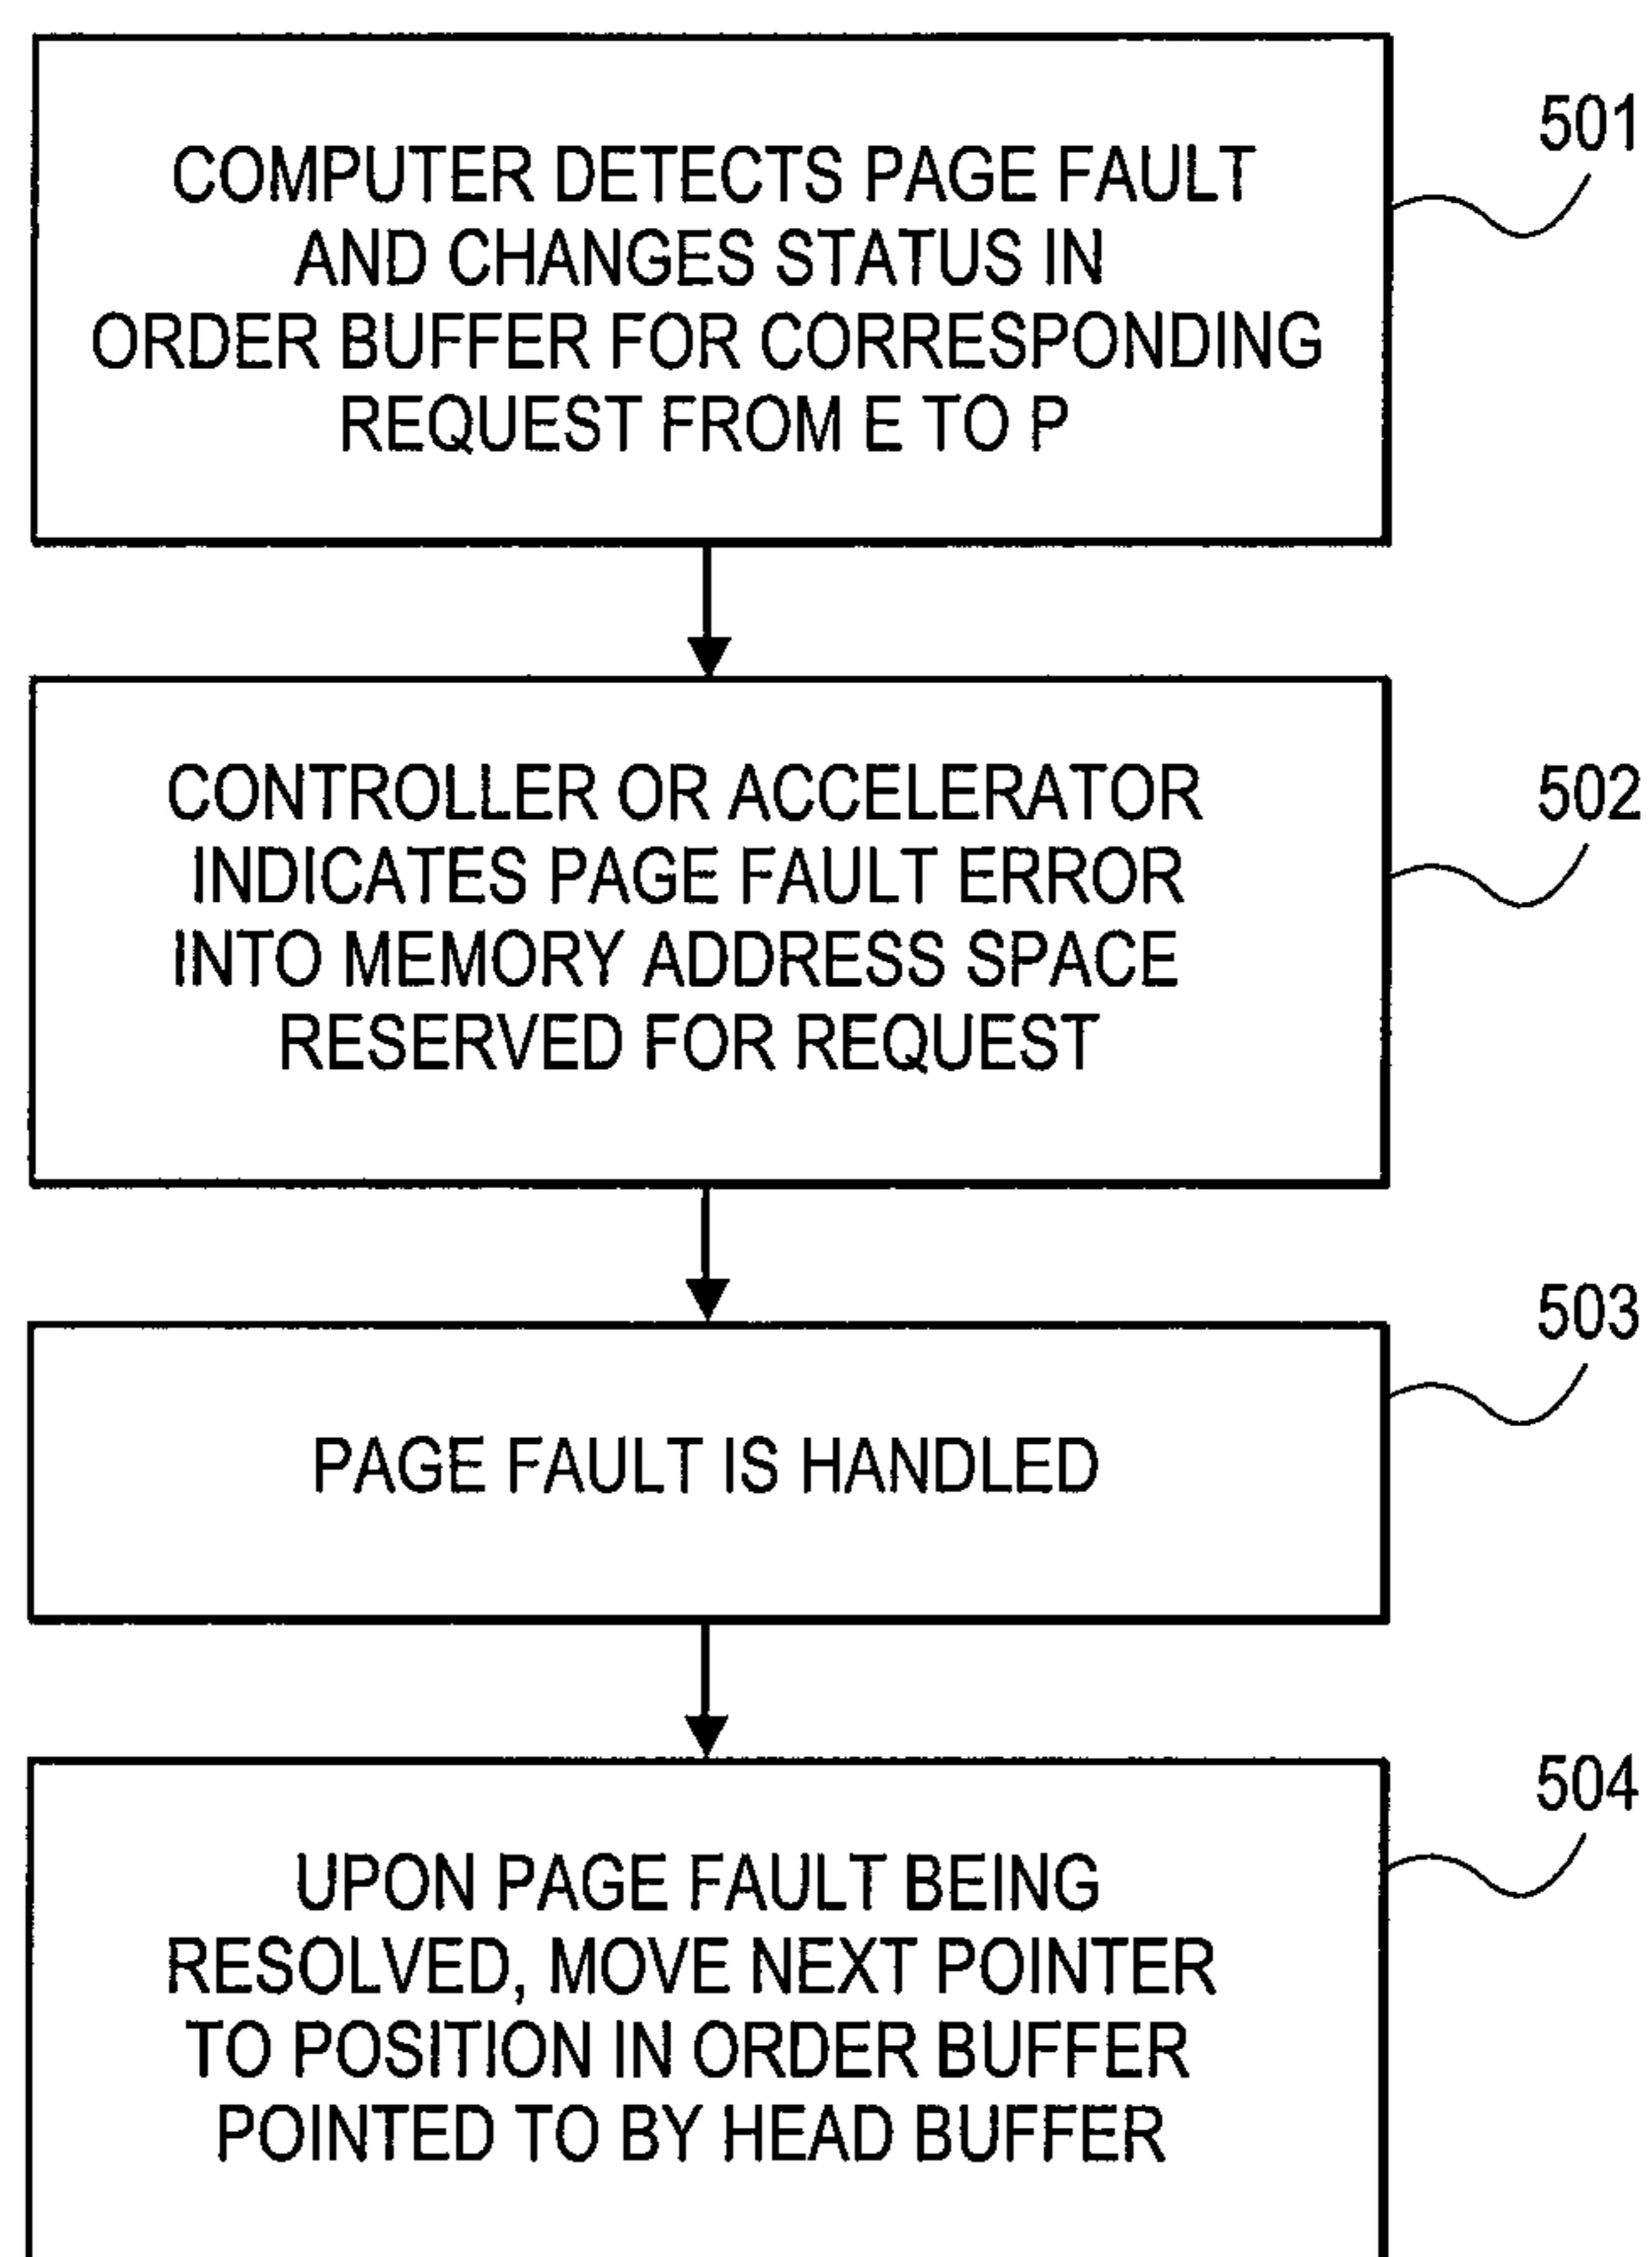 COMPUTER DETECTS PAGE FAULT
AND CHANGES STATUS IN
ORDER BUFFER FOR CORRESPONDING
REQUEST FROM E TO P
501
CONTROLLER OR ACCELERATOR
INDICATES PAGE FAULT ERROR
INTO MEMORY ADDRESS SPACE
RESERVED FOR REQUEST
502
PAGE FAULT IS HANDLED
503
UPON PAGE FAULT BEING
RESOLVED, MOVE NEXT POINTER
TO POSITION IN ORDER BUFFER
POINTED TO BY HEAD BUFFER
504